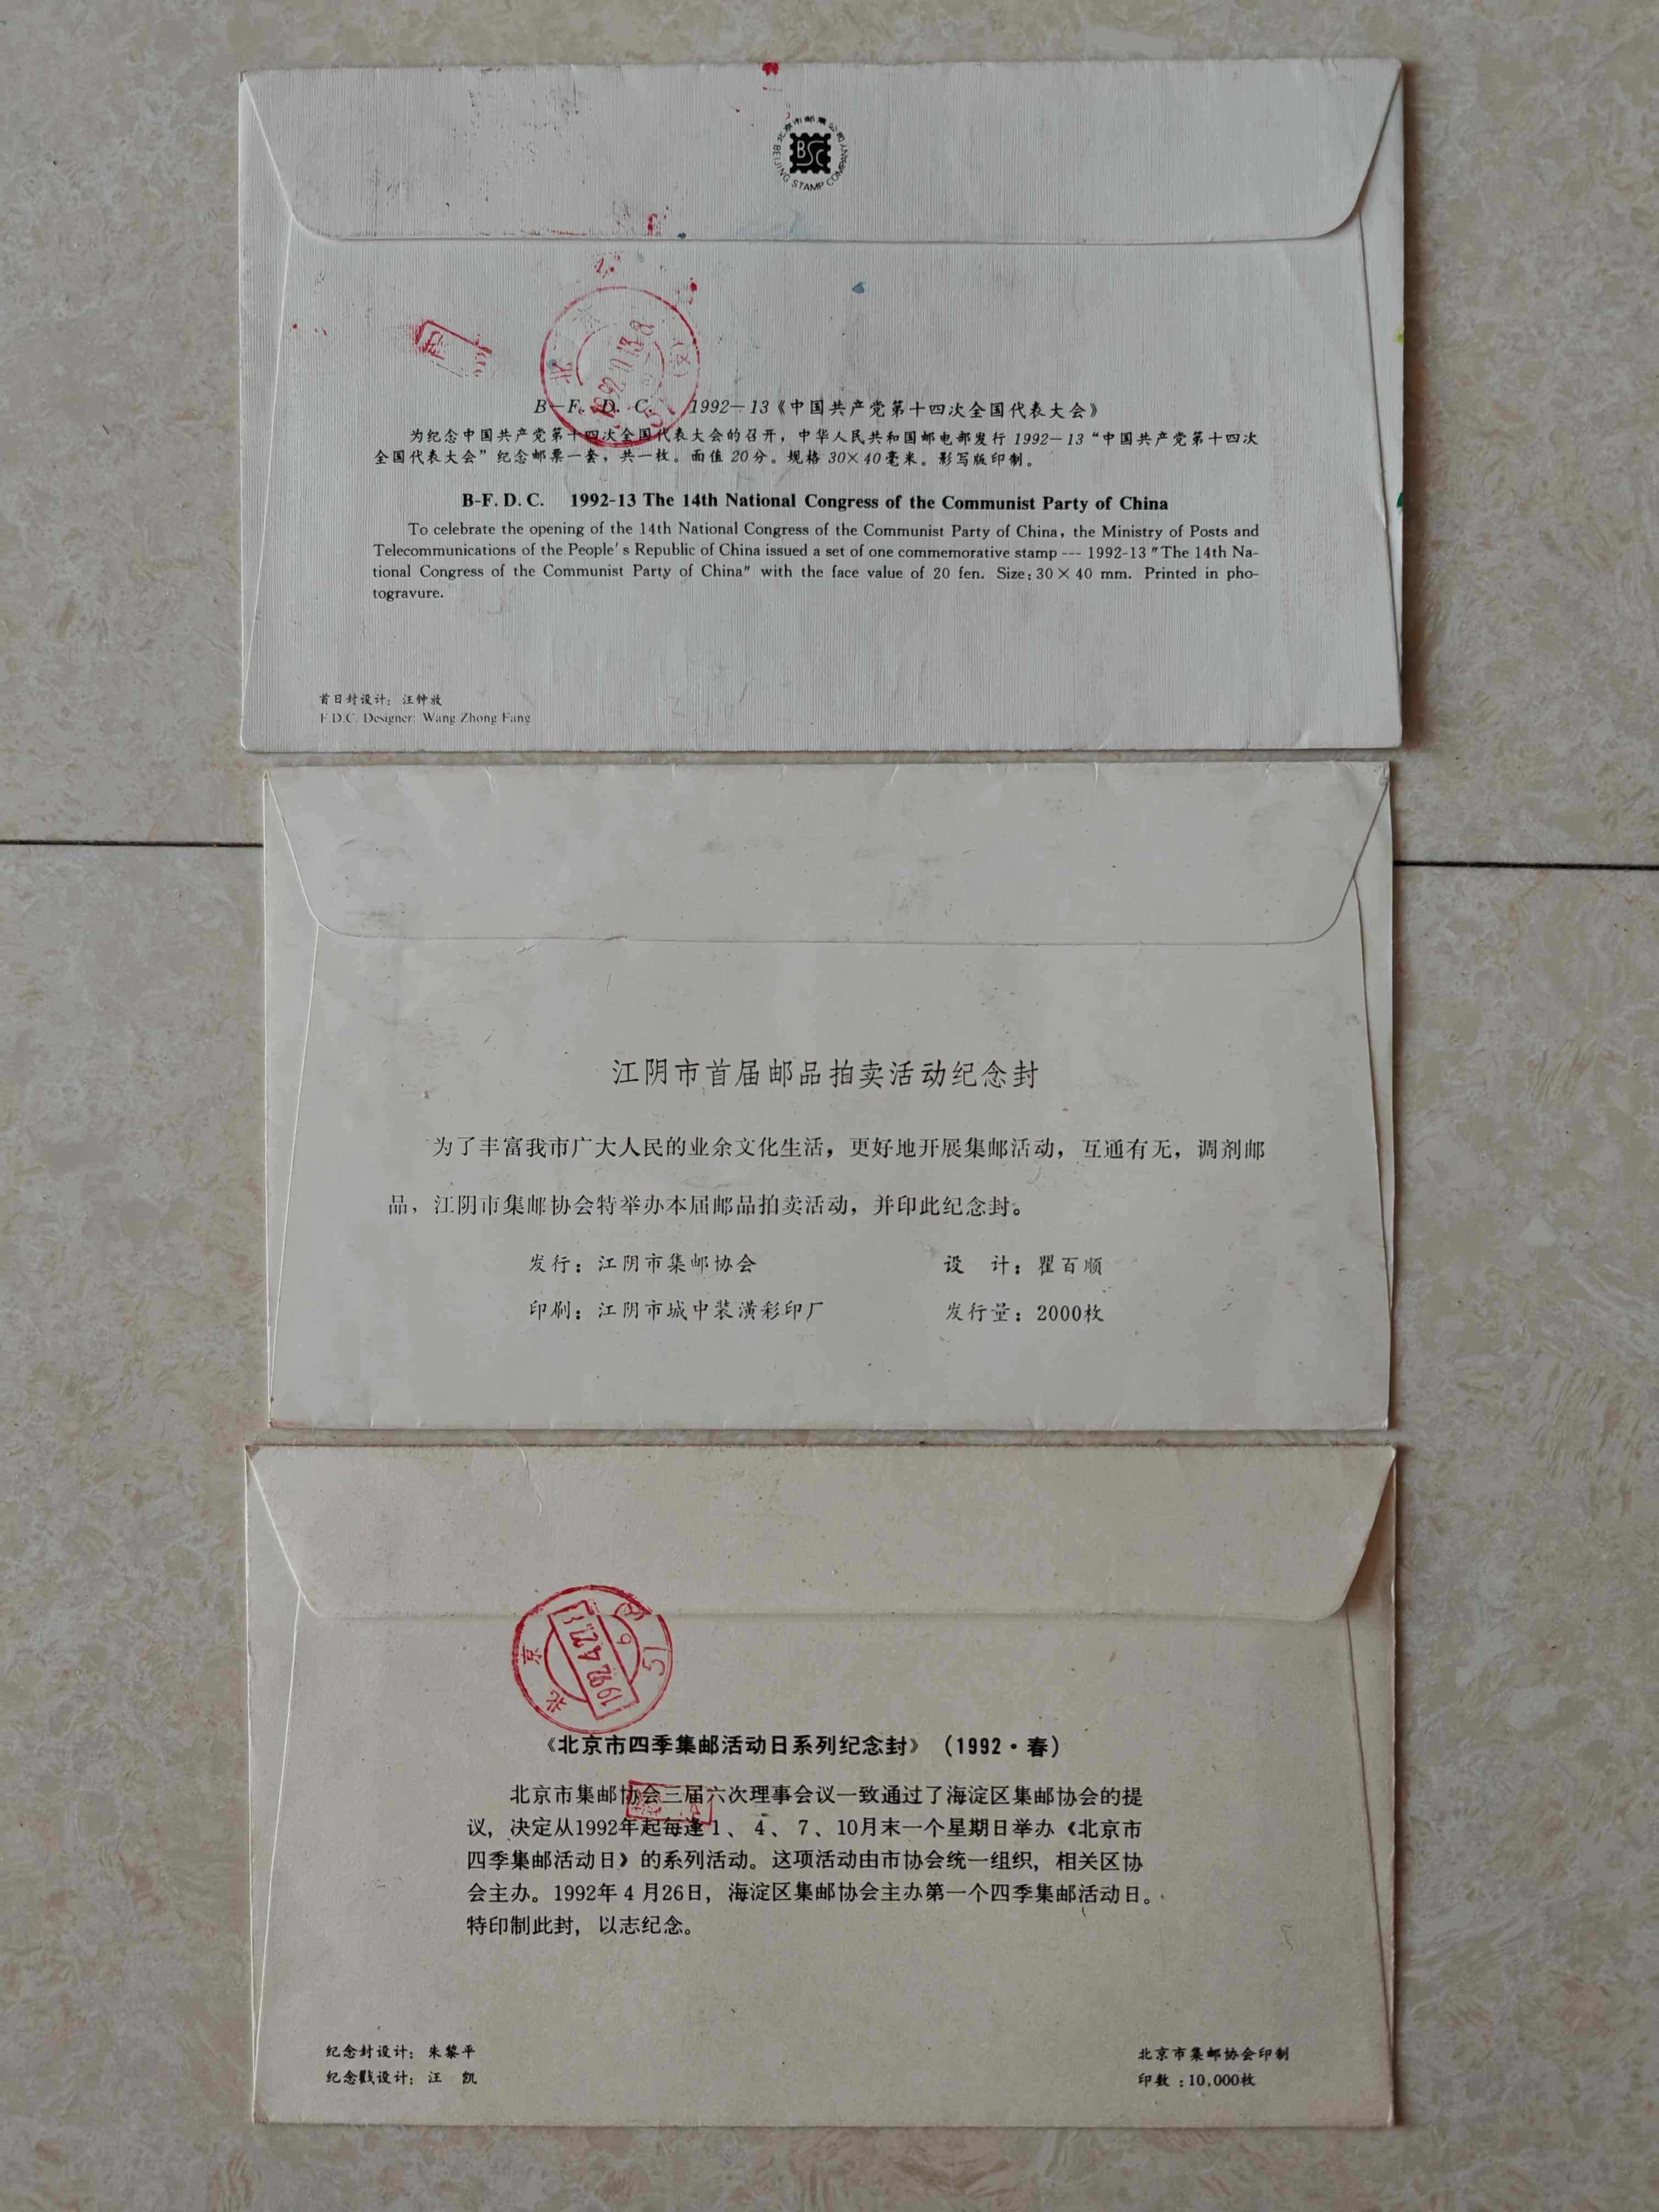 北京市邮票公司
BSC
BEIJING STAMP COMPANY
北京
1992.11.13.8
B—F. D. C. 1992—13《中国共产党第十四次全国代表大会》
为纪念中国共产党第十四次全国代表大会的召开，中华人民共和国邮电部发行 1992—13“中国共产党第十四次
全国代表大会”纪念邮票一套，共一枚。面值 20分。规格 30×40毫米。影写版印制。
B-F. D. C. 1992-13 The 14th National Congress of the Communist Party of China
To celebrate the opening of the 14th National Congress of the Communist Party of China, the Ministry of Posts and
Telecommunications of the People's Republic of China issued a set of one commemorative stamp --- 1992-13 "The 14th Na-
tional Congress of the Communist Party of China" with the face value of 20 fen. Size: 30×40 mm. Printed in pho-
togravure.
首日封设计：汪钟放
F.D.C. Designer: Wang Zhong Fang
江阴市首届邮品拍卖活动纪念封
为了丰富我市广大人民的业余文化生活，更好地开展集邮活动，互通有无，调剂邮
品，江阴市集邮协会特举办本届邮品拍卖活动，并印此纪念封。
发行：江阴市集邮协会 设 计：瞿百顺
印刷：江阴市城中装潢彩印厂 发行量：2000枚
北京
1992.4.27
51
《北京市四季集邮活动日系列纪念封》（1992·春）
北京市集邮协会三届六次理事会议一致通过了海淀区集邮协会的提
议，决定从1992年起每逢1、4、7、10月末一个星期日举办《北京市
四季集邮活动日》的系列活动。这项活动由市协会统一组织，相关区协
会主办。1992年4月26日，海淀区集邮协会主办第一个四季集邮活动日。
特印制此封，以志纪念。
纪念封设计：朱黎平
纪念戳设计：汪 凯
北京市集邮协会印制
印数：10,000枚